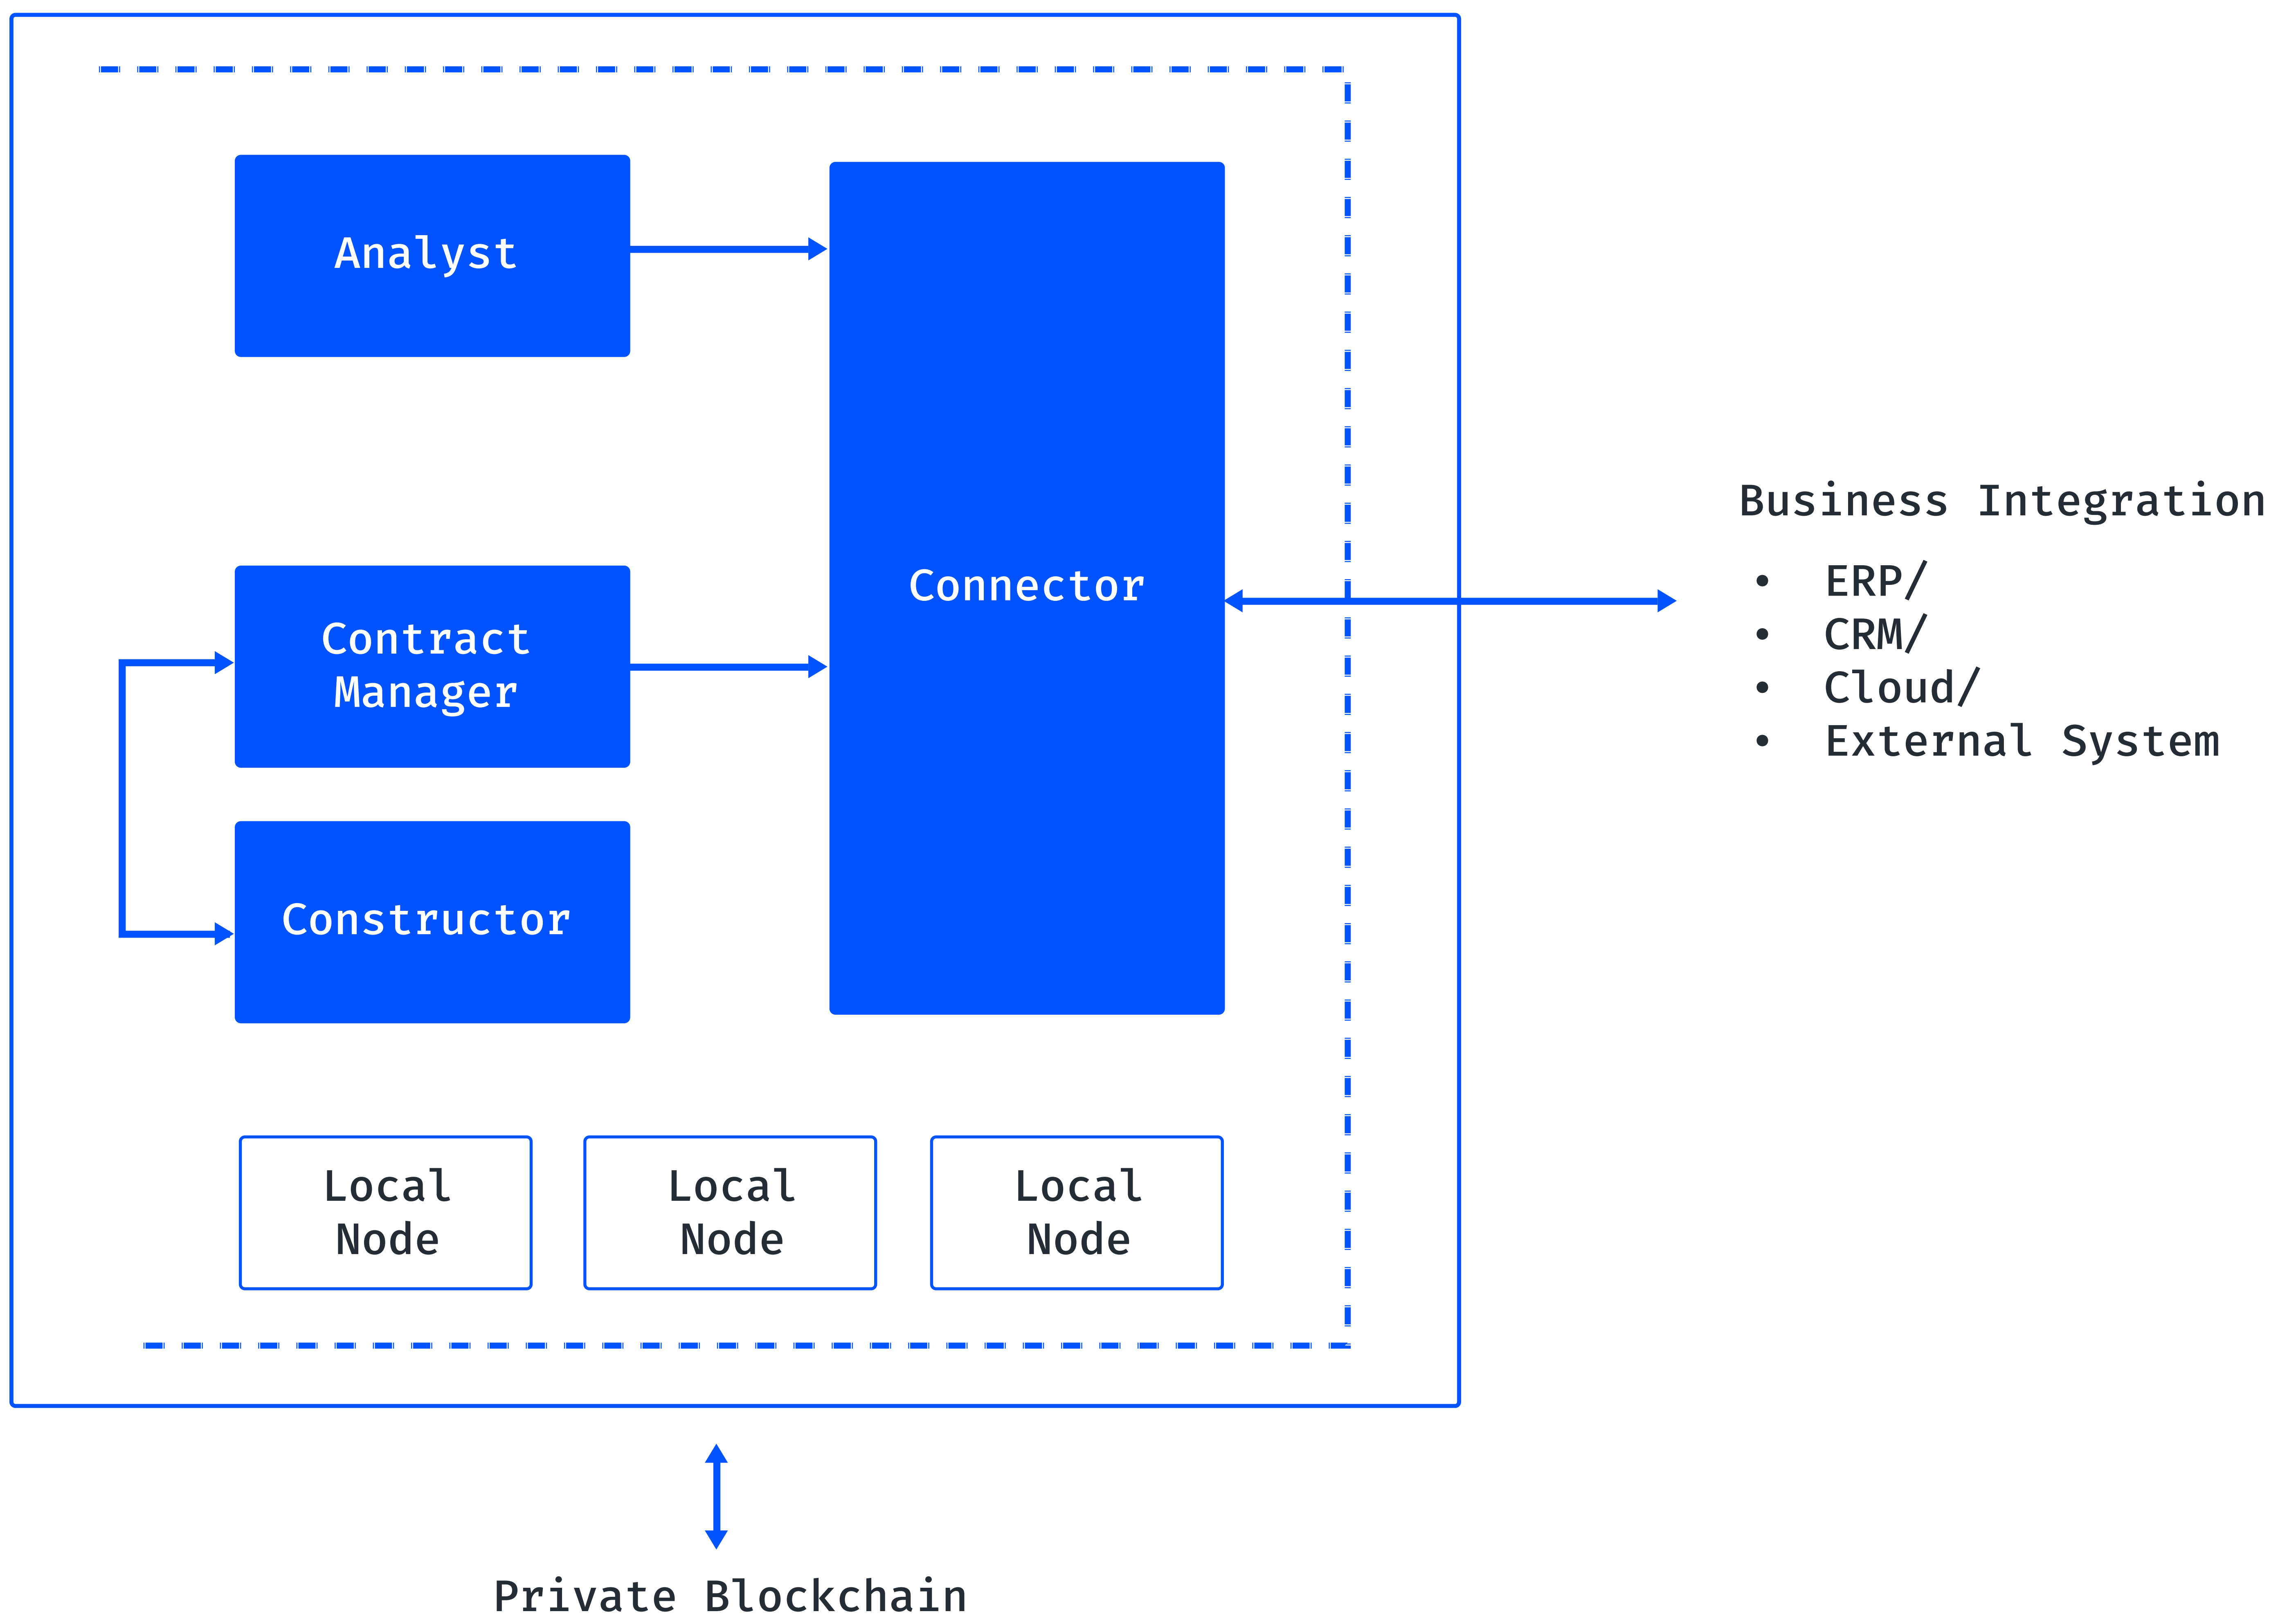 Analyst
Contract
Manager
Constructor
Connector
Local
Node
Local
Node
Local
Node
Business Integration
• ERP/
• CRM/
• Cloud/
• External System
Private Blockchain